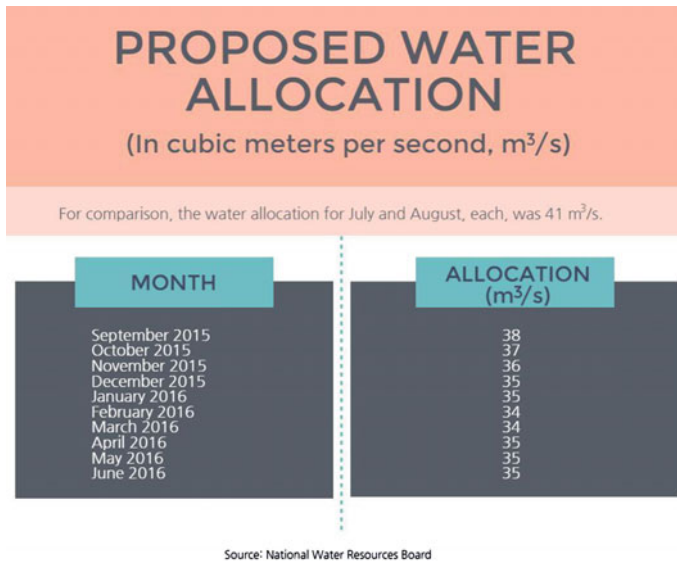 PROPOSED WATER
ALLOCATION
(In cubic meters per second, m³/s)
For comparison, the water allocation for July and August, each, was 41 m³/s.
MONTH
ALLOCATION
(m³/s)
September 2015 38
October 2015 37
November 2015 36
December 2015 35
January 2016 35
February 2016 34
March 2016 34
April 2016 35
May 2016 35
June 2016 35
Source: National Water Resources Board